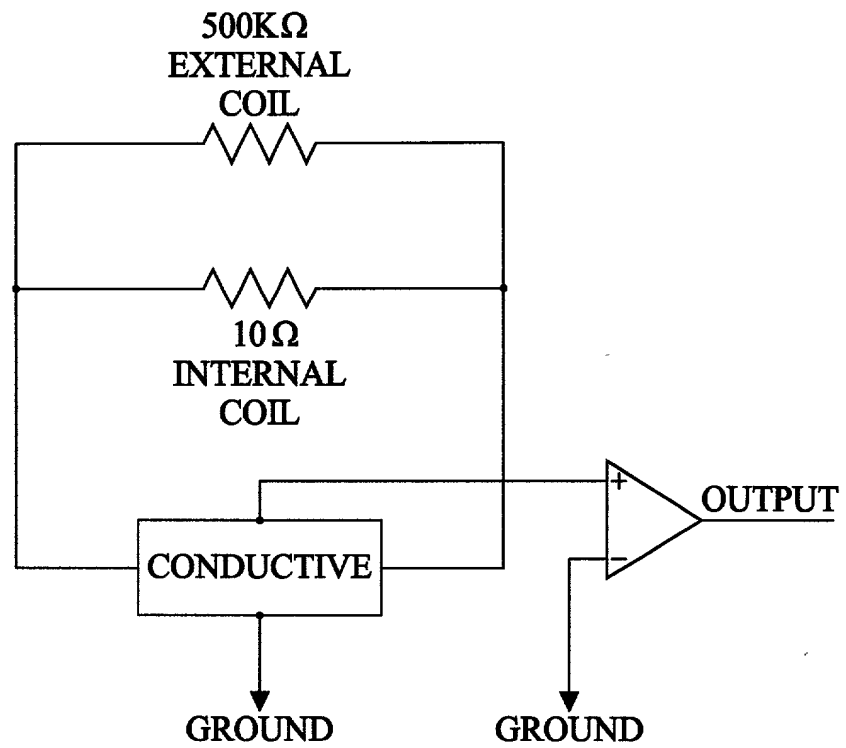 500KΩ
EXTERNAL
COIL
10Ω
INTERNAL
COIL
+
OUTPUT
−
CONDUCTIVE
GROUND
GROUND